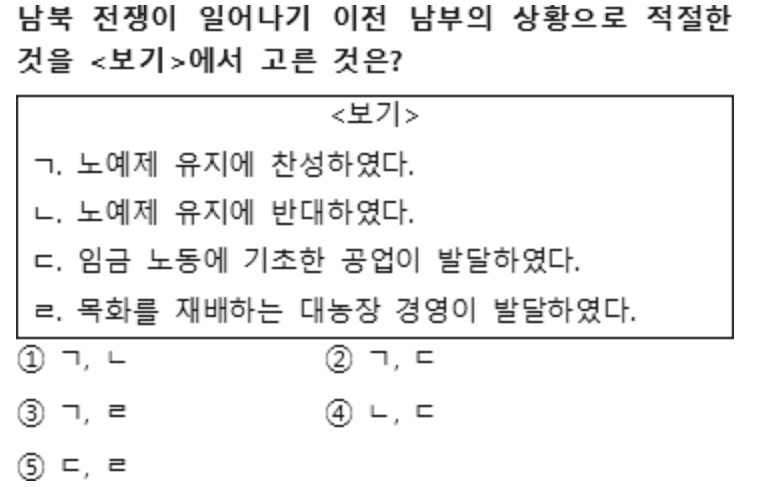 남북 전쟁이 일어나기 이전 남부의 상황으로 적절한
것을 <보기>에서 고른 것은?
<보기>
ㄱ. 노예제 유지에 찬성하였다.
ㄴ. 노예제 유지에 반대하였다.
ㄷ. 임금 노동에 기초한 공업이 발달하였다.
ㄹ. 목화를 재배하는 대농장 경영이 발달하였다.
① ㄱ, ㄴ ② ㄱ, ㄷ
③ ㄱ, ㄹ ④ ㄴ, ㄷ
⑤ ㄷ, ㄹ